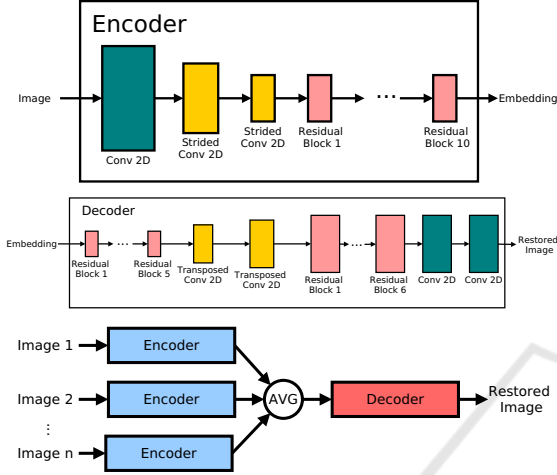 Encoder
Image
Embedding
Conv 2D
Strided
Conv 2D
Strided
Conv 2D
Residual
Block 1
...
Residual
Block 10
Decoder
Embedding
Residual
Block 1
...
Residual
Block 5
Transposed
Conv 2D
Transposed
Conv 2D
Residual
Block 1
...
Residual
Block 6
Conv 2D
Conv 2D
Restored
Image
Image 1
Encoder
Image 2
Encoder
AVG
Decoder
Restored
Image
...
Image n
Encoder